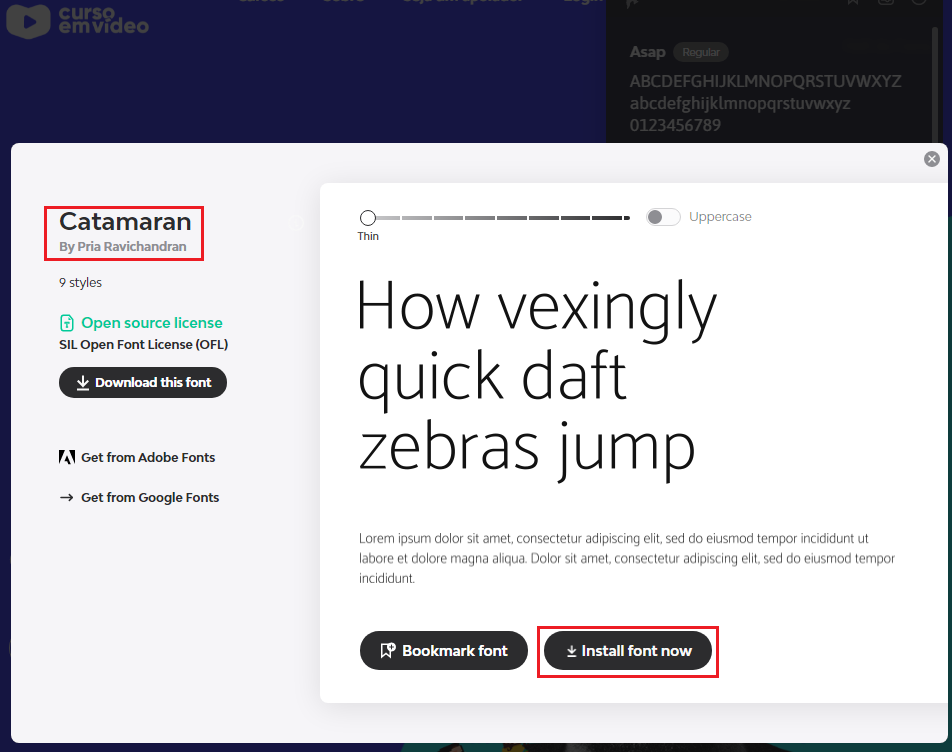 curso
emvídeo
Asap Regular
ABCDEFGHIJKLMNOPQRSTUVWXYZ
abcdefghijklmnopqrstuvwxyz
0123456789
Catamaran
By Pria Ravichandran
9 styles
Open source license
SIL Open Font License (OFL)
Download this font
Get from Adobe Fonts
Get from Google Fonts
Thin
Uppercase
How vexingly
quick daft
zebras jump
Lorem ipsum dolor sit amet, consectetur adipiscing elit, sed do eiusmod tempor incididunt ut
labore et dolore magna aliqua. Dolor sit amet, consectetur adipiscing elit, sed do eiusmod tempor
incididunt.
Bookmark font
Install font now